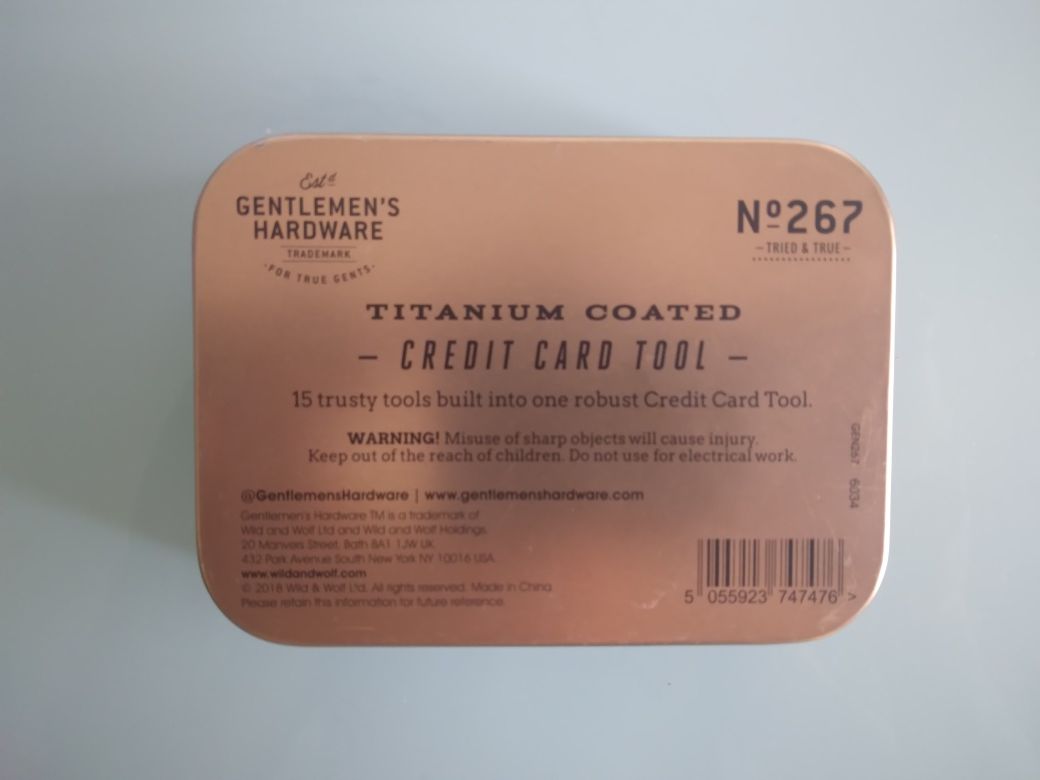 Estd
GENTLEMEN'S
HARDWARE
TRADEMARK
·FOR TRUE GENTS·
Nº267
–TRIED & TRUE–
TITANIUM COATED
– CREDIT CARD TOOL –
15 trusty tools built into one robust Credit Card Tool.
WARNING! Misuse of sharp objects will cause injury.
Keep out of the reach of children. Do not use for electrical work.
GEN267 6034
@GentlemensHardware | www.gentlemenshardware.com
Gentlemen's Hardware TM is a trademark of
Wild and Wolf Ltd and Wild and Wolf Holdings.
20 Manvers Street, Bath BA1 1JW UK
432 Park Avenue South New York NY 10016 USA
www.wildandwolf.com
© 2018 Wild & Wolf Ltd. All rights reserved. Made in China
Please retain this information for future reference.
5 055923 747476 >